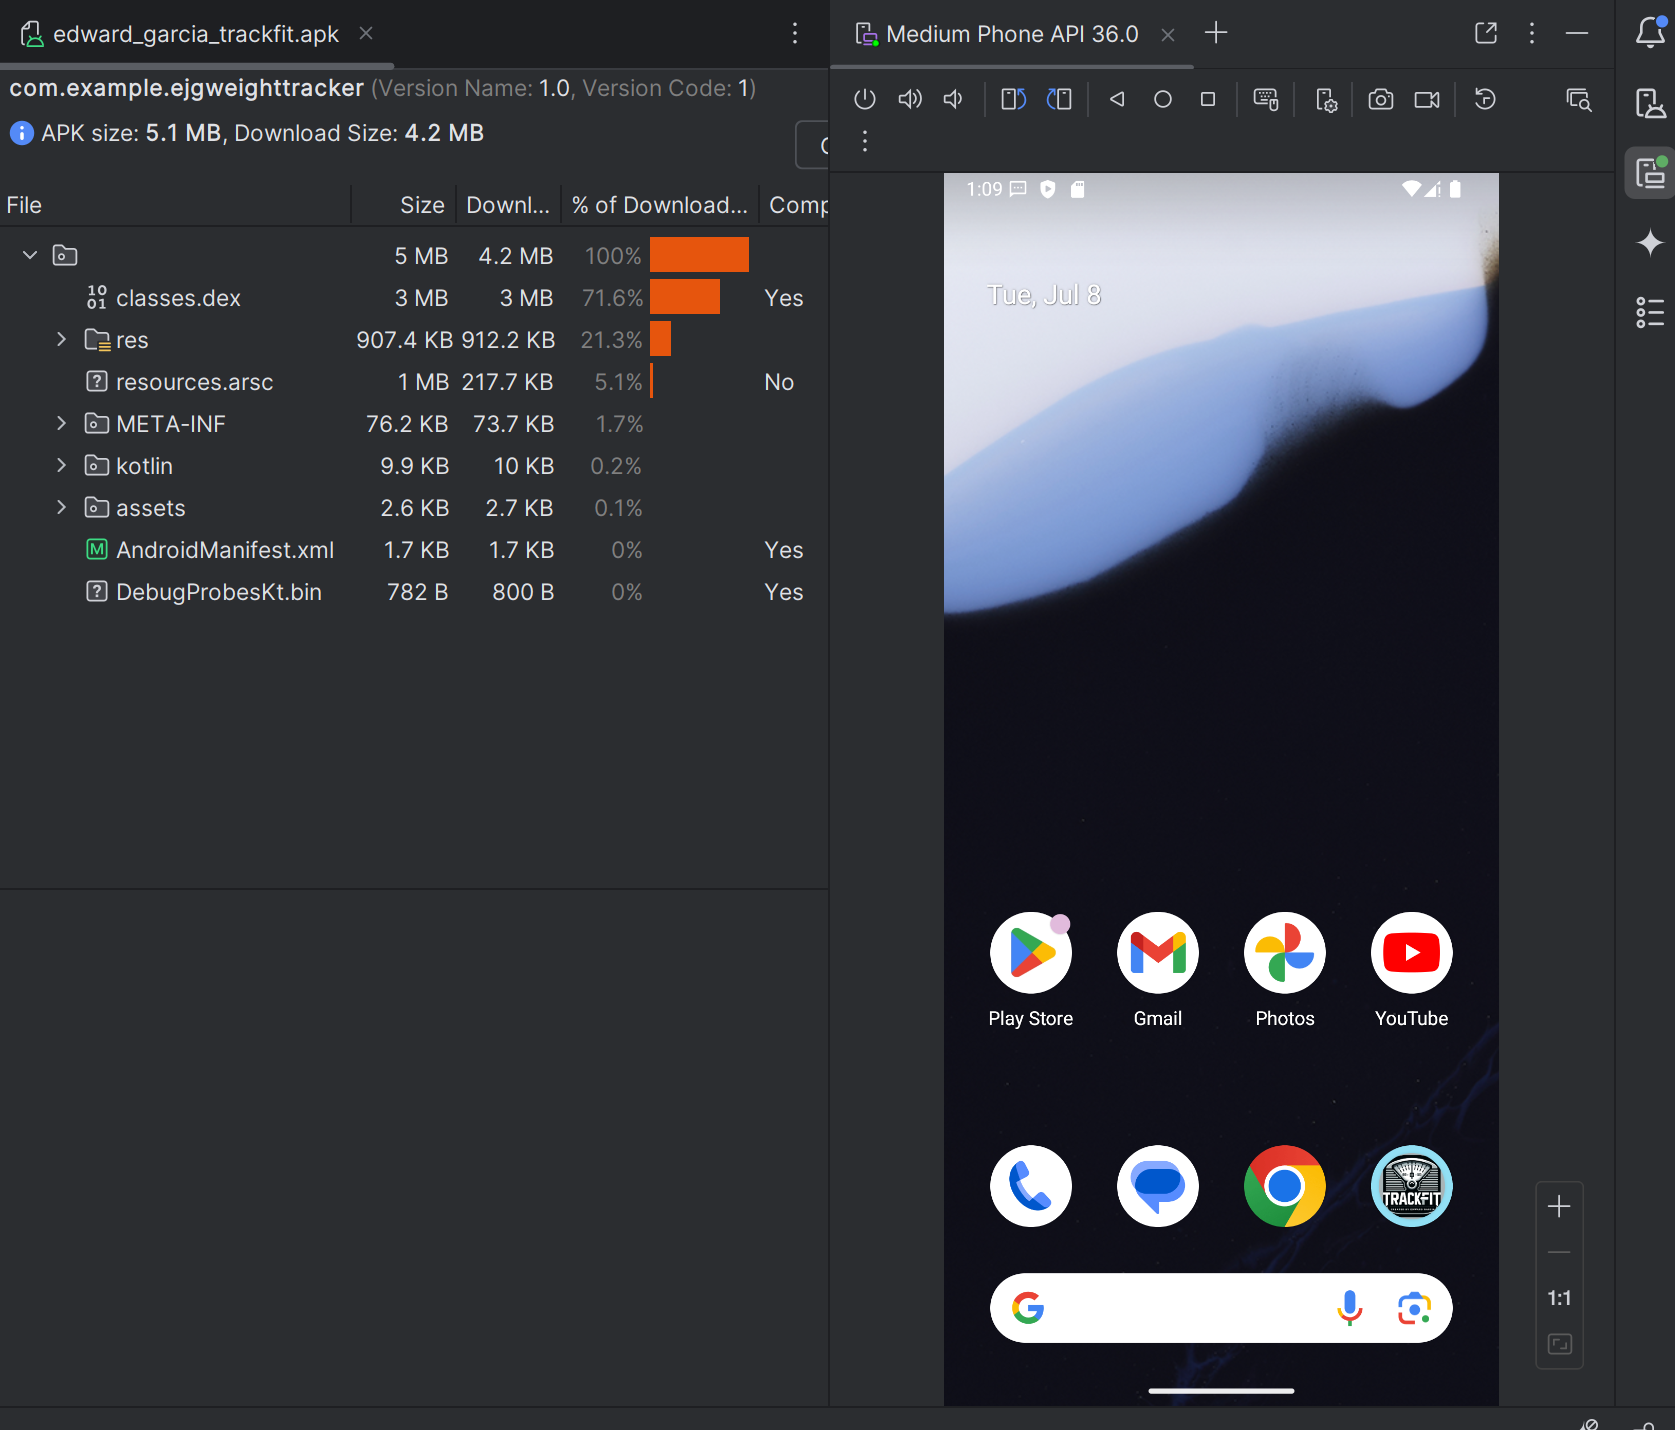 edward_garcia_trackfit.apk
com.example.ejgweighttracker (Version Name: 1.0, Version Code: 1)
APK size: 5.1 MB, Download Size: 4.2 MB
File Size Downl... % of Download... Comp
5 MB 4.2 MB 100%
classes.dex 3 MB 3 MB 71.6% Yes
res 907.4 KB 912.2 KB 21.3%
resources.arsc 1 MB 217.7 KB 5.1% No
META-INF 76.2 KB 73.7 KB 1.7%
kotlin 9.9 KB 10 KB 0.2%
assets 2.6 KB 2.7 KB 0.1%
AndroidManifest.xml 1.7 KB 1.7 KB 0% Yes
DebugProbesKt.bin 782 B 800 B 0% Yes
Medium Phone API 36.0
1:09
Tue, Jul 8
Play Store Gmail Photos YouTube
TRACKFIT
1:1